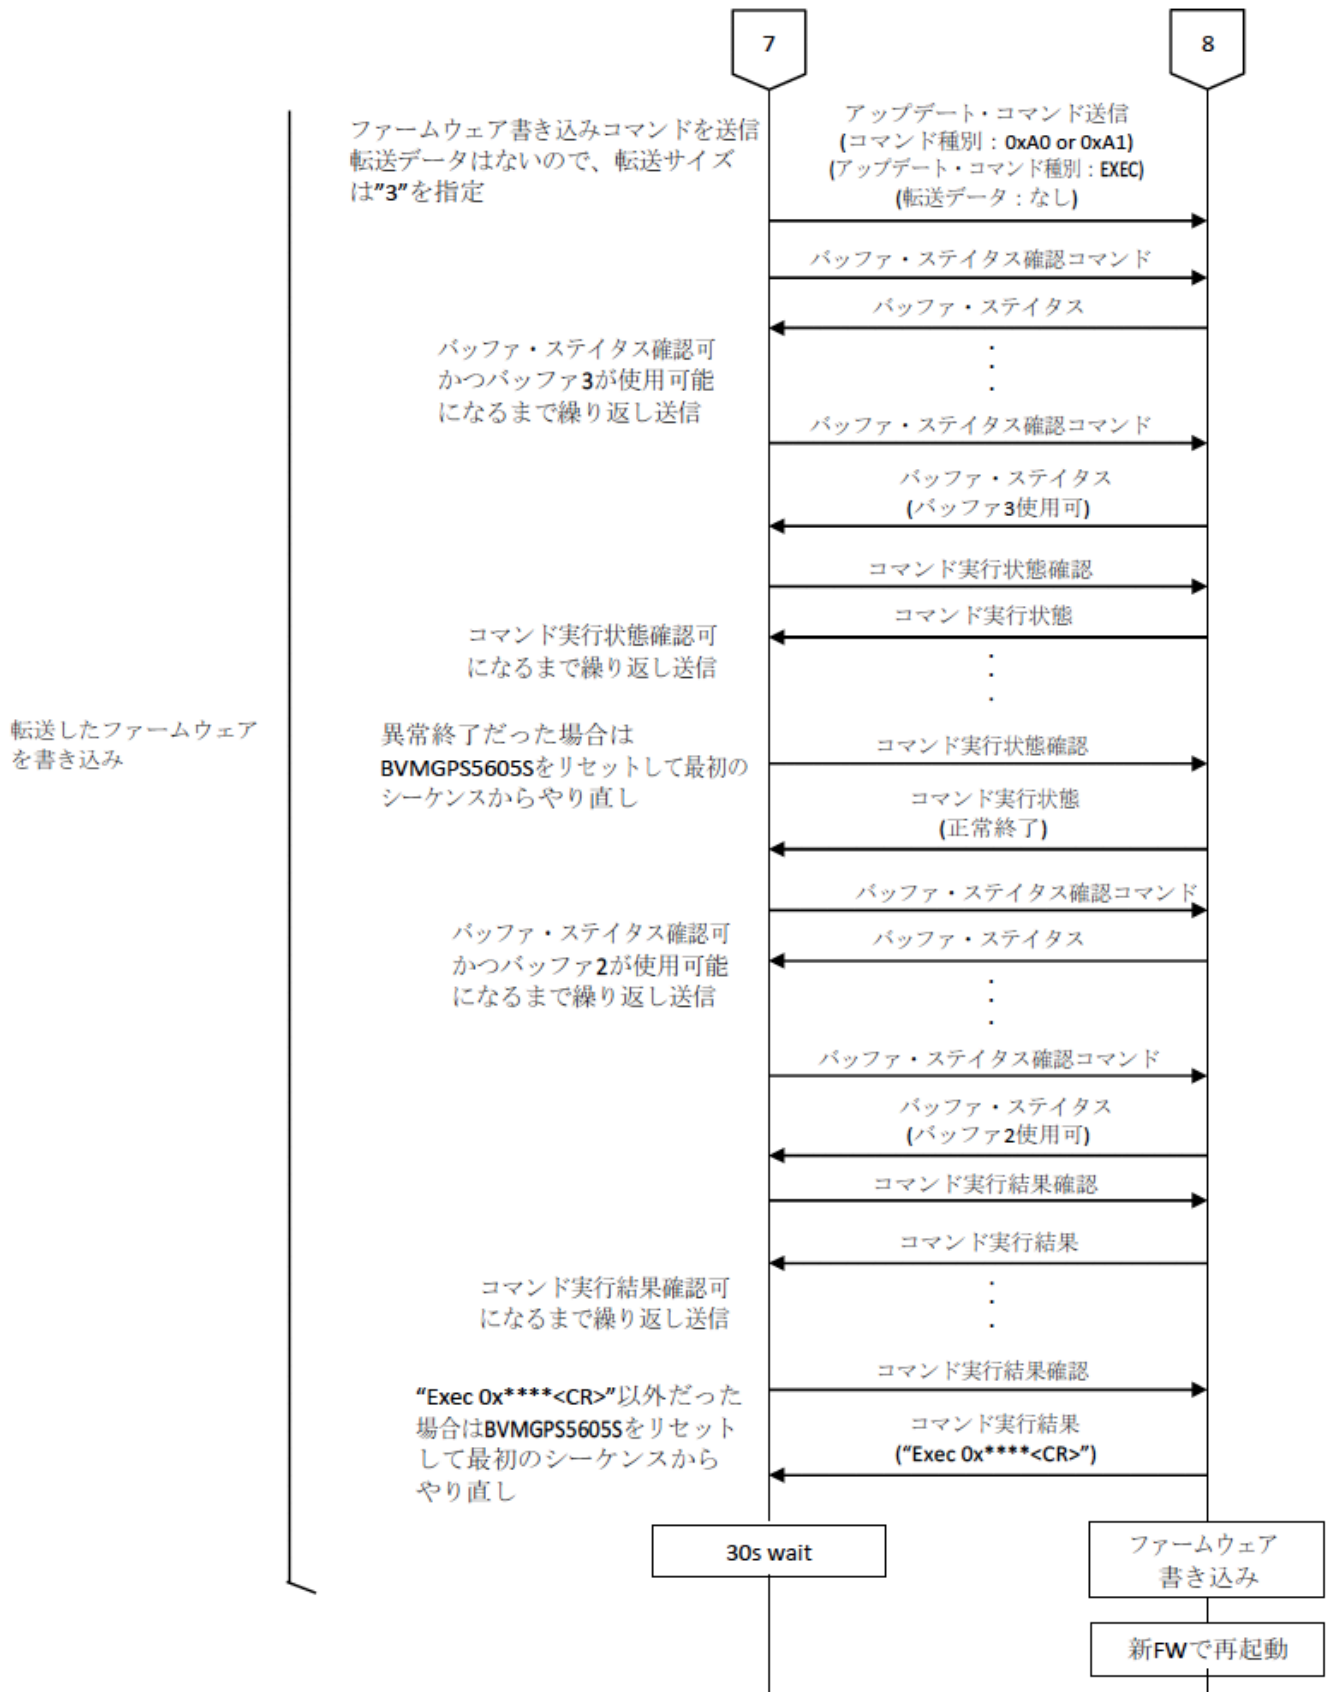 7
8
ファームウェア書き込みコマンドを送信
転送データはないので、転送サイズ
は"3"を指定
アップデート・コマンド送信
(コマンド種別：0xA0 or 0xA1)
(アップデート・コマンド種別：EXEC)
(転送データ：なし)
バッファ・ステイタス確認コマンド
バッファ・ステイタス
バッファ・ステイタス確認可
かつバッファ3が使用可能
になるまで繰り返し送信
バッファ・ステイタス確認コマンド
バッファ・ステイタス
(バッファ3使用可)
コマンド実行状態確認
コマンド実行状態
コマンド実行状態確認可
になるまで繰り返し送信
転送したファームウェア
を書き込み
異常終了だった場合は
BVMGPS5605Sをリセットして最初の
シーケンスからやり直し
コマンド実行状態確認
コマンド実行状態
(正常終了)
バッファ・ステイタス確認コマンド
バッファ・ステイタス
バッファ・ステイタス確認可
かつバッファ2が使用可能
になるまで繰り返し送信
バッファ・ステイタス確認コマンド
バッファ・ステイタス
(バッファ2使用可)
コマンド実行結果確認
コマンド実行結果
コマンド実行結果確認可
になるまで繰り返し送信
コマンド実行結果確認
"Exec 0x****<CR>"以外だった
場合はBVMGPS5605Sをリセット
して最初のシーケンスから
やり直し
コマンド実行結果
("Exec 0x****<CR>")
30s wait
ファームウェア
書き込み
新FWで再起動